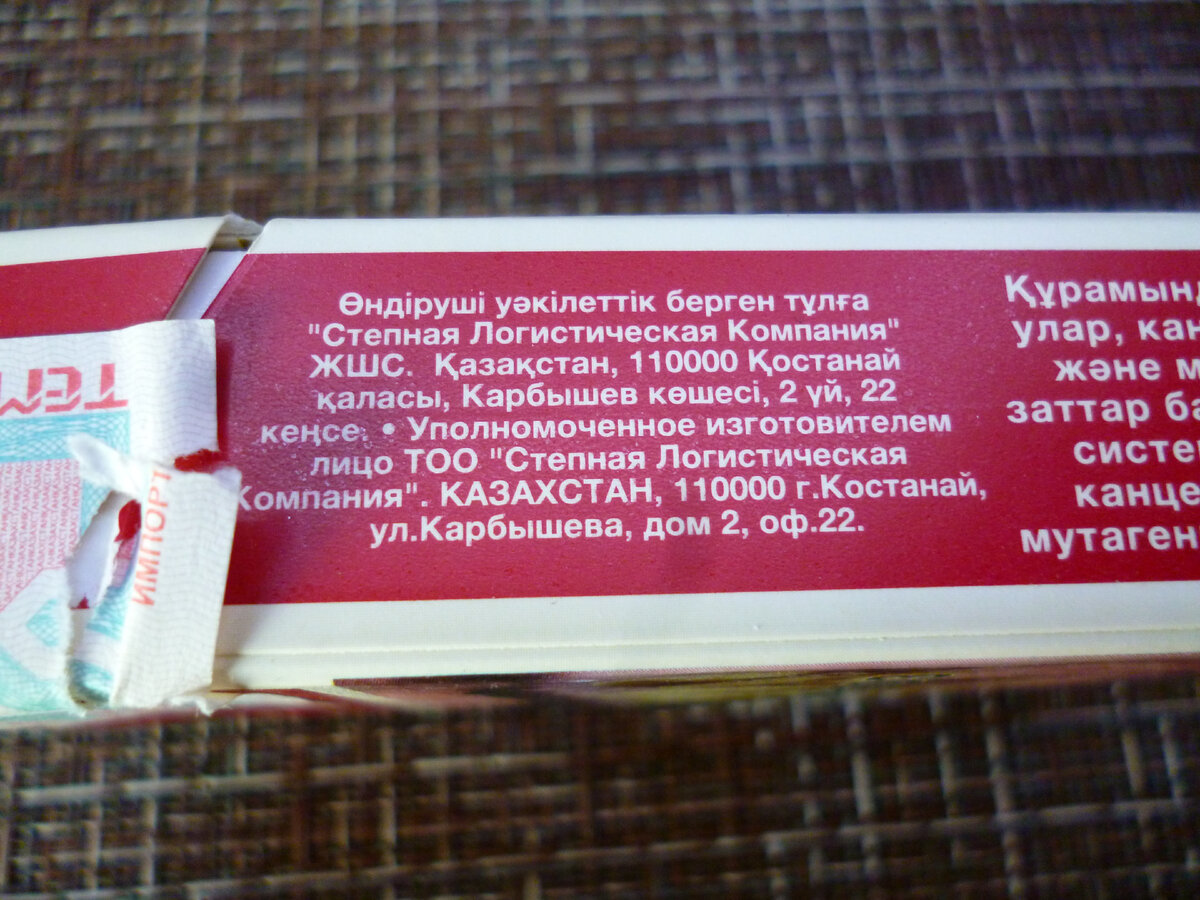 Өндіруші уәкілеттік берген тұлға
"Степная Логистическая Компания"
ЖШС. Қазақстан, 110000 Қостанай
қаласы, Карбышев көшесі, 2 үй, 22
кеңсе. • Уполномоченное изготовителем
лицо ТОО "Степная Логистическая
Компания". КАЗАХСТАН, 110000 г.Костанай,
ул.Карбышева, дом 2, оф.22.
Құрамын
улар, кан
және м
заттар ба
систе
канце
мутаген
ТЕМ
ИМПОРТ